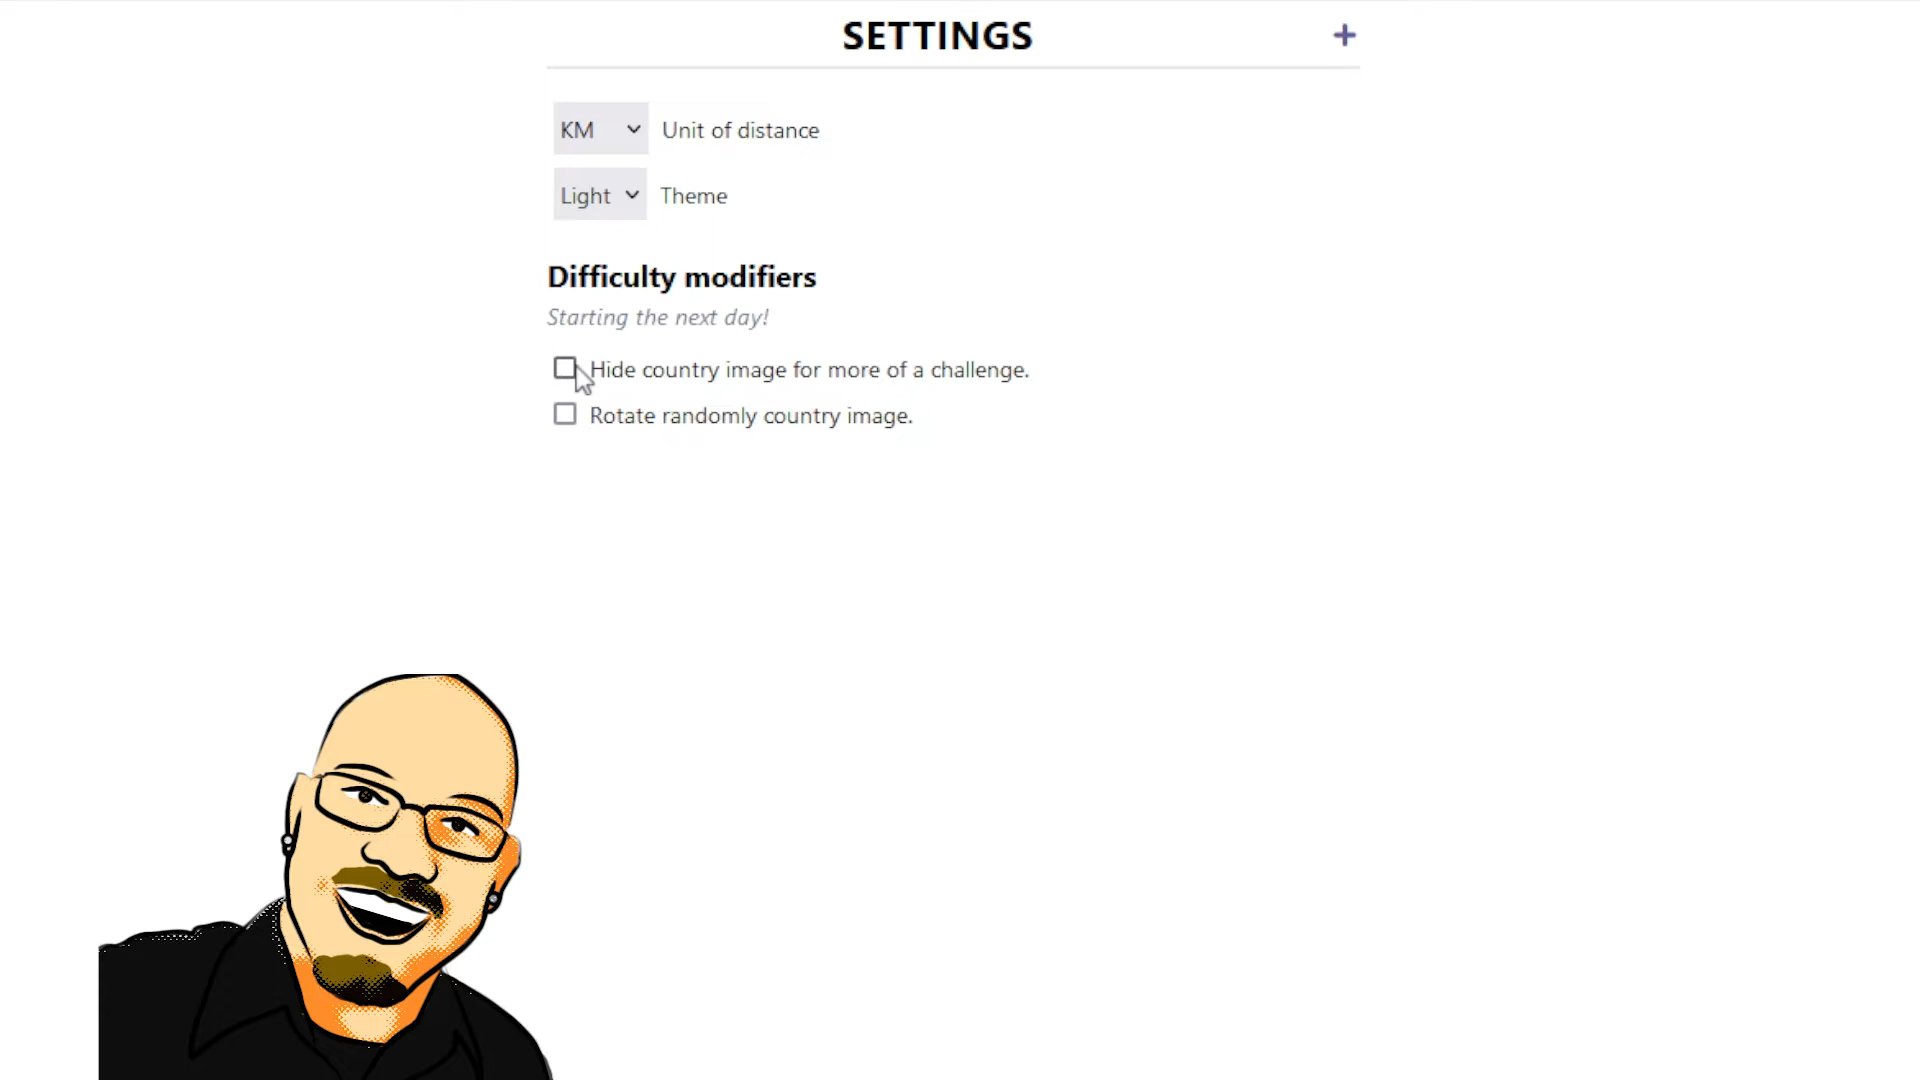 SETTINGS
KM Unit of distance
Light Theme
Difficulty modifiers
Starting the next day!
Hide country image for more of a challenge.
Rotate randomly country image.